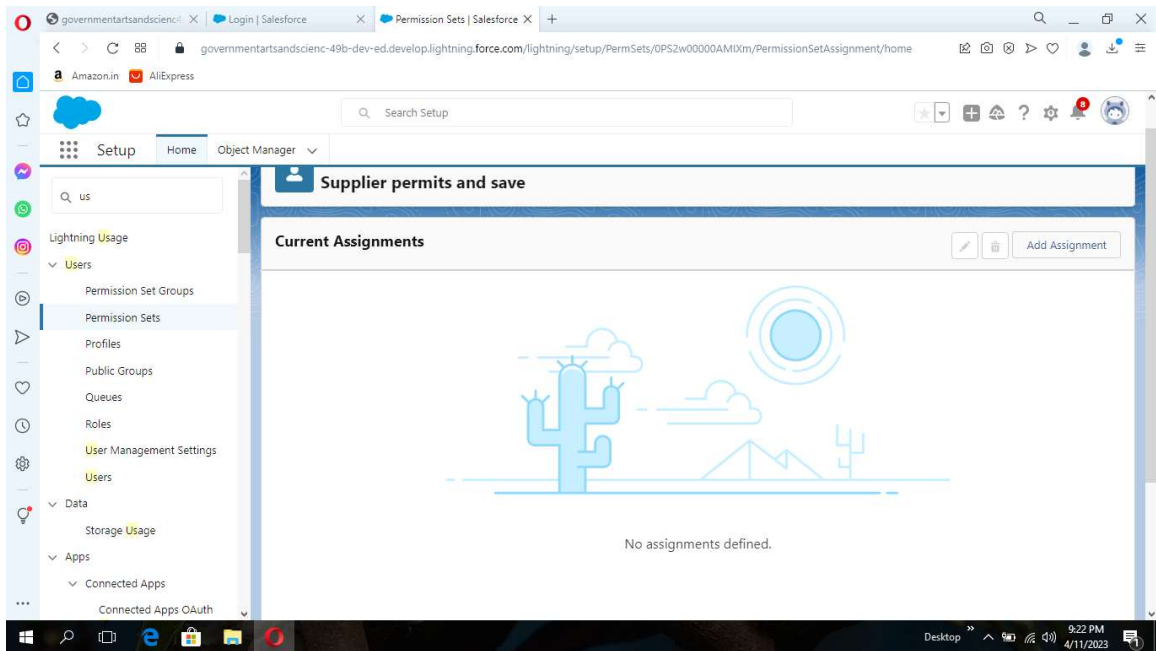 governmentartsandscienc
Login | Salesforce
Permission Sets | Salesforce
governmentartsandscienc-49b-dev-ed.develop.lightning.force.com/lightning/setup/PermSets/0PS2w00000AMIXm/PermissionSetAssignment/home
a Amazon.in
AliExpress
Search Setup
8
Setup
Home
Object Manager
us
Supplier permits and save
Lightning Usage
Current Assignments
Add Assignment
Users
Permission Set Groups
Permission Sets
Profiles
Public Groups
Queues
Roles
User Management Settings
Users
Data
Storage Usage
No assignments defined.
Apps
Connected Apps
Connected Apps OAuth
Desktop
9:22 PM
4/11/2023
1